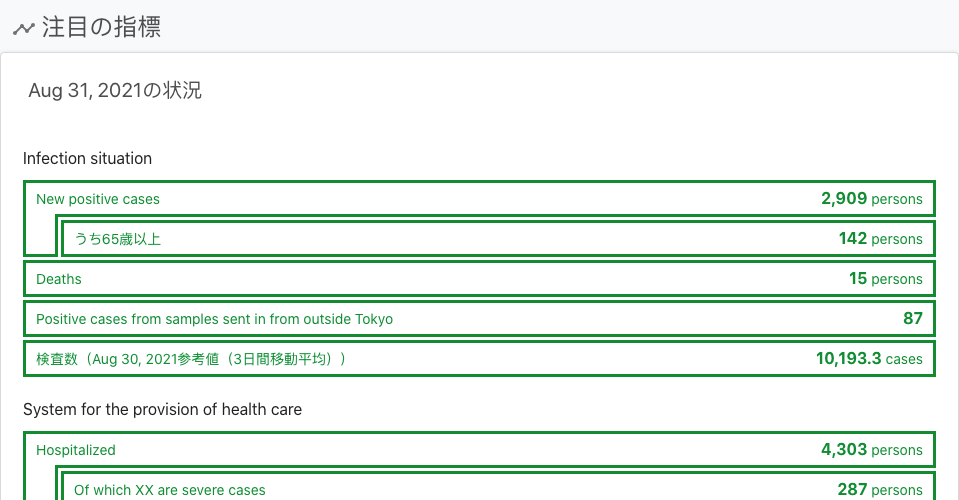 注目の指標
Aug 31, 2021の状況
Infection situation
New positive cases 2,909 persons
うち65歳以上 142 persons
Deaths 15 persons
Positive cases from samples sent in from outside Tokyo 87
検査数（Aug 30, 2021参考値（3日間移動平均）） 10,193.3 cases
System for the provision of health care
Hospitalized 4,303 persons
Of which XX are severe cases 287 persons